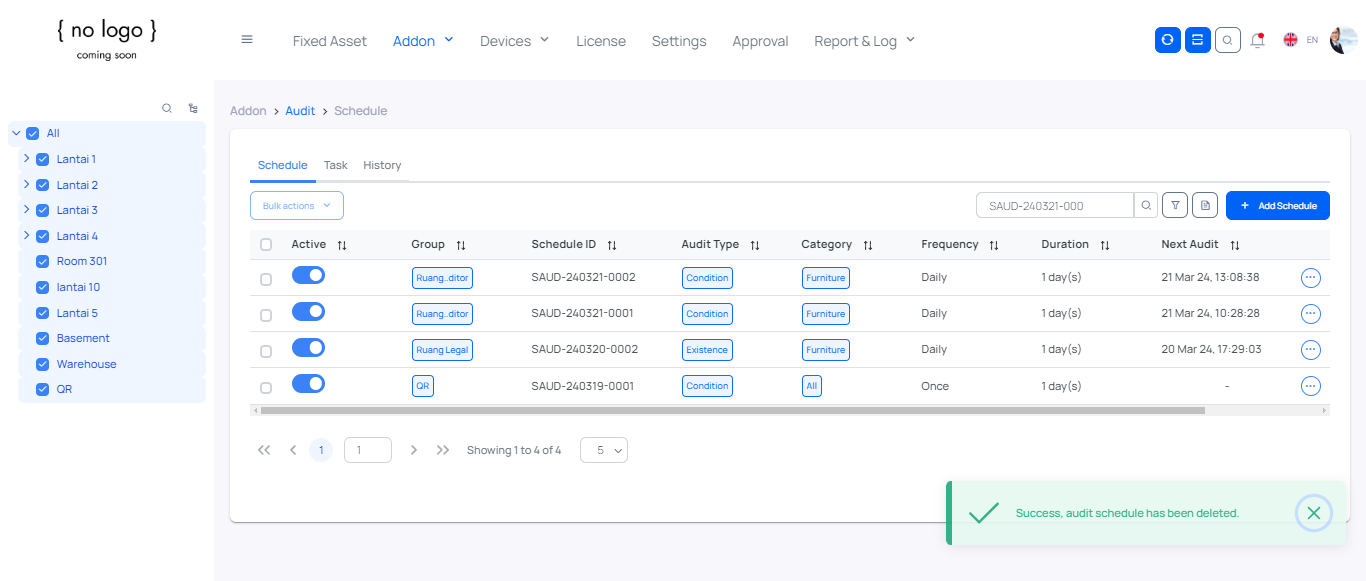 { no logo }
coming soon
Fixed Asset
Addon
Devices
License
Settings
Approval
Report & Log
EN
All
Lantai 1
Lantai 2
Lantai 3
Lantai 4
Room 301
lantai 10
Lantai 5
Basement
Warehouse
QR
Addon > Audit > Schedule
Schedule Task History
Bulk actions
SAUD-240321-000
+ Add Schedule
Active Group Schedule ID Audit Type Category Frequency Duration Next Audit
Ruang..ditor SAUD-240321-0002 Condition Furniture Daily 1 day(s) 21 Mar 24, 13:08:38
Ruang..ditor SAUD-240321-0001 Condition Furniture Daily 1 day(s) 21 Mar 24, 10:28:28
Ruang Legal SAUD-240320-0002 Existence Furniture Daily 1 day(s) 20 Mar 24, 17:29:03
QR SAUD-240319-0001 Condition All Once 1 day(s) -
1 1 Showing 1 to 4 of 4 5
Success, audit schedule has been deleted.